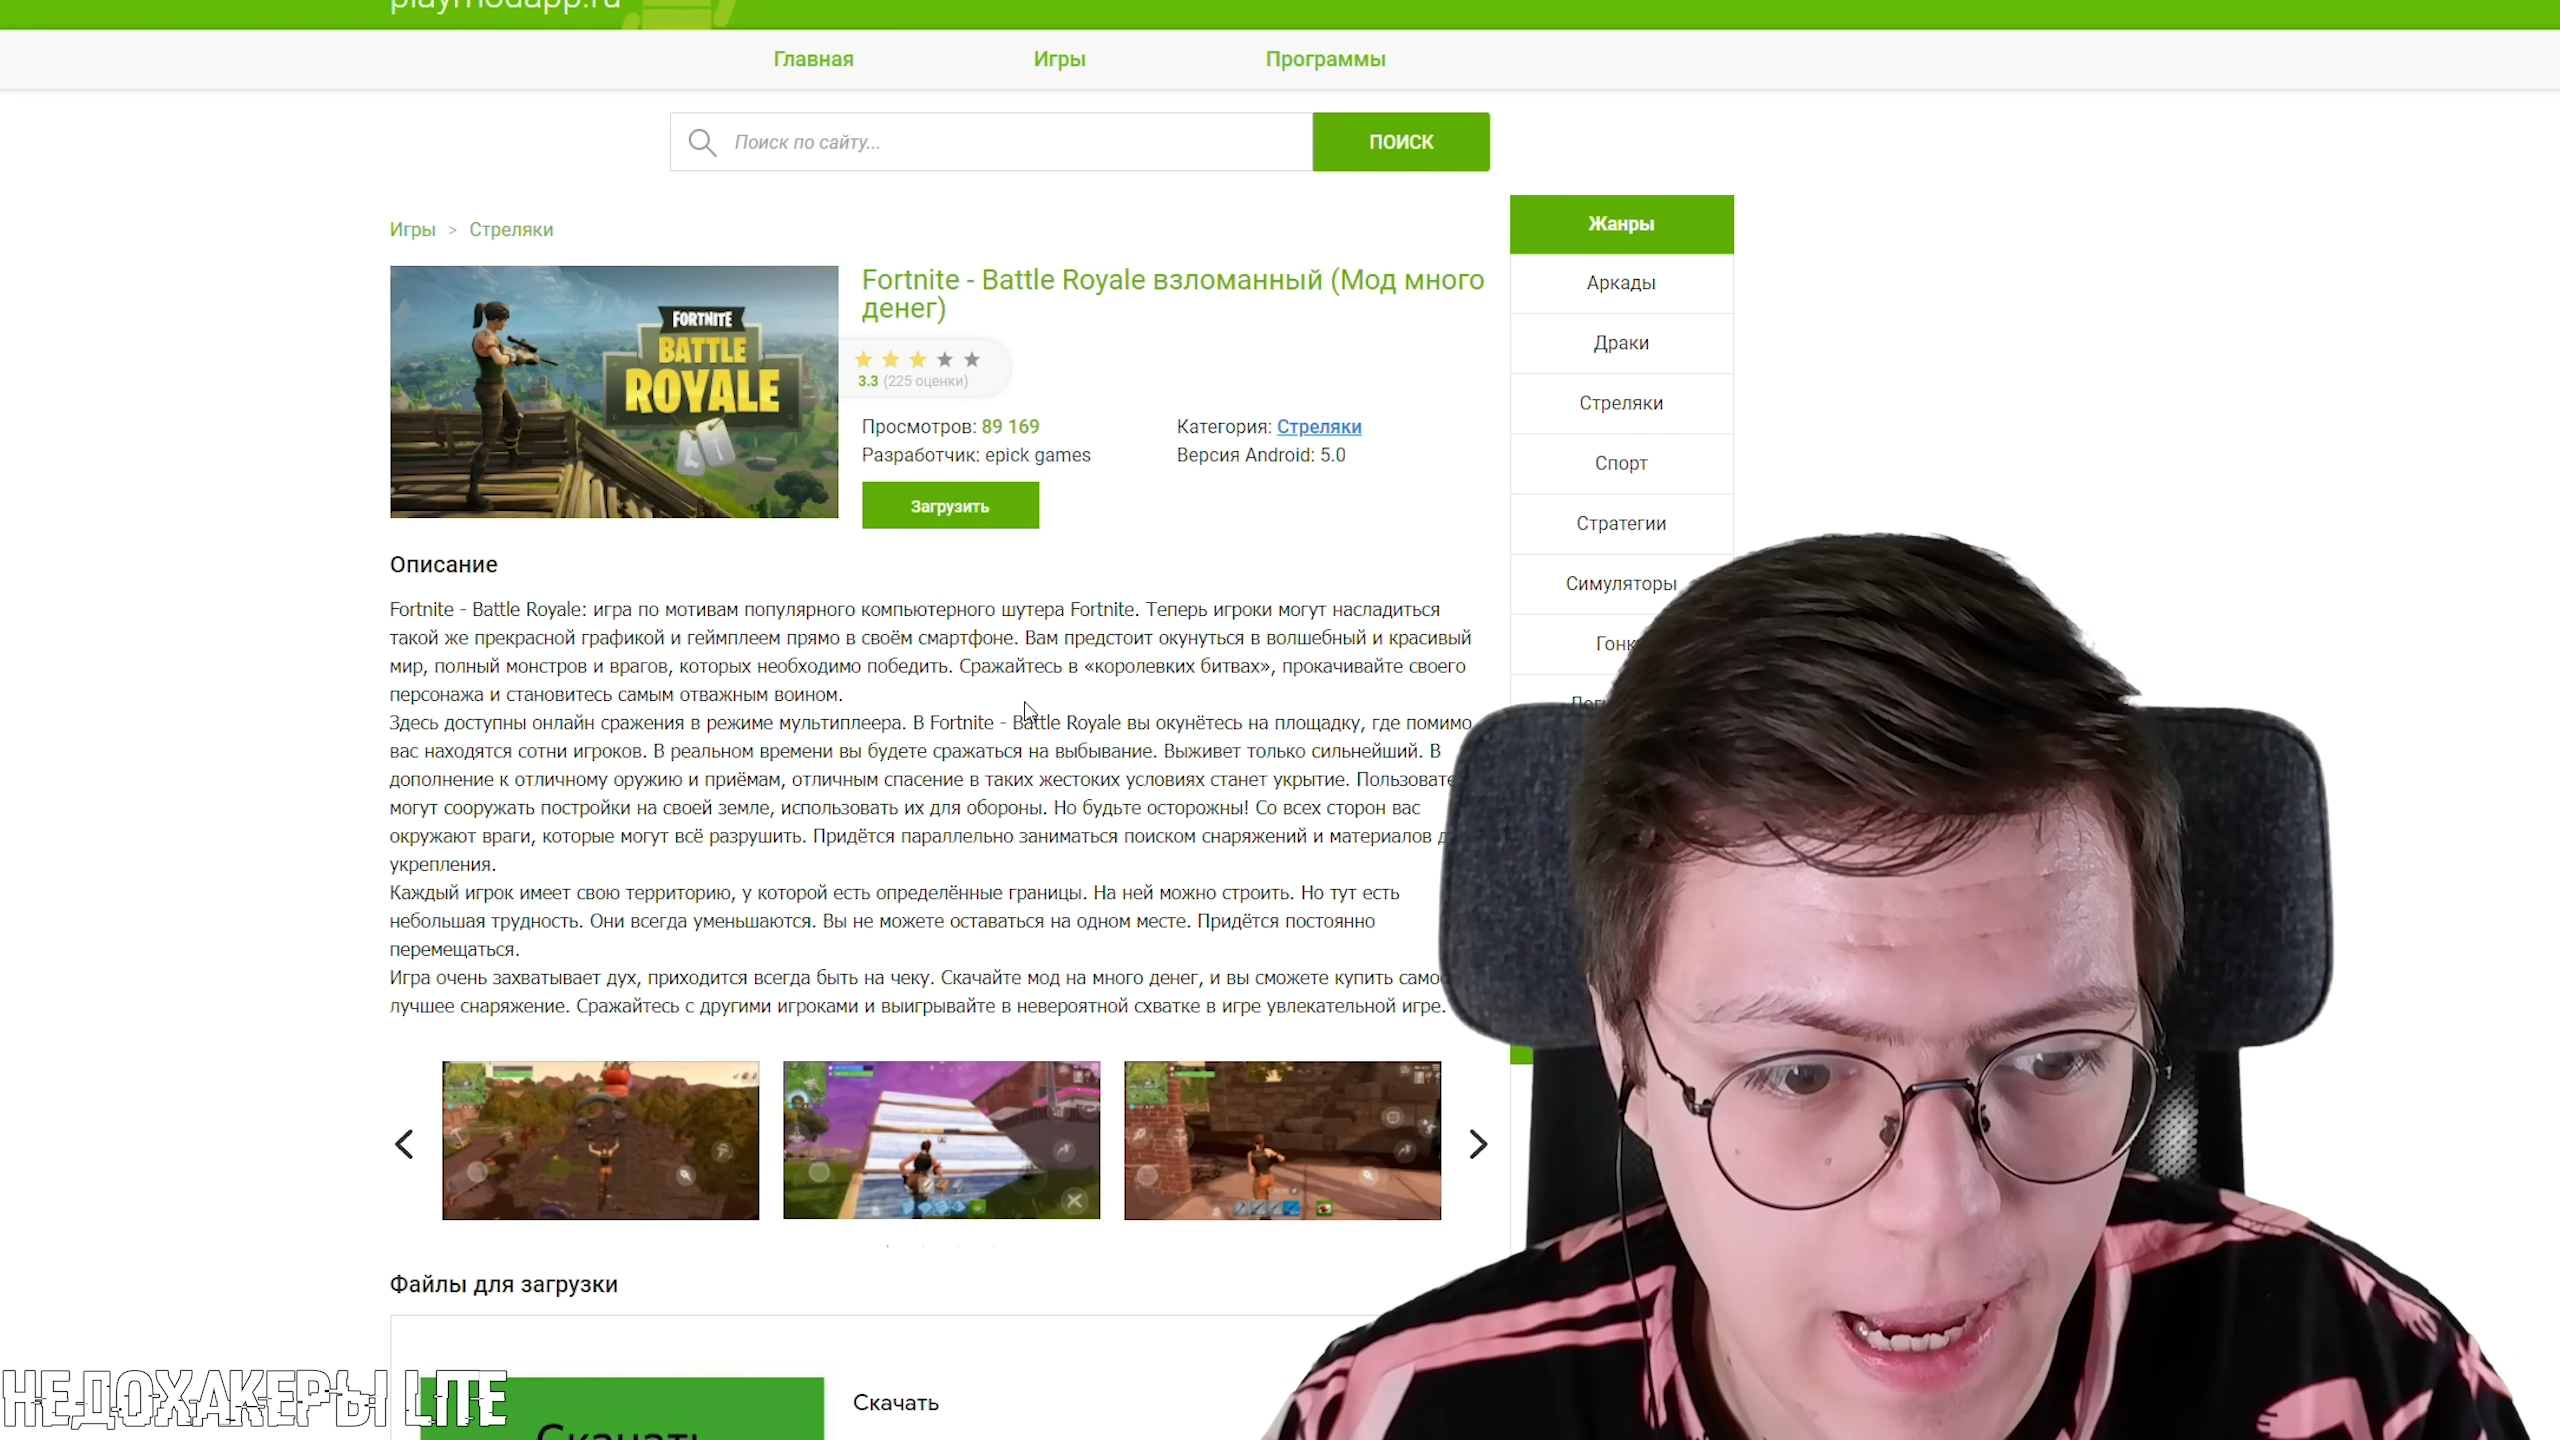 playmodapp.ru
Главная Игры Программы
Поиск по сайту... ПОИСК
Игры > Стреляки
Жанры
Аркады
Драки
Стреляки
Спорт
Стратегии
Симуляторы
FORTNITE
BATTLE
ROYALE
Fortnite - Battle Royale взломанный (Мод много
денег)
3.3 (225 оценки)
Просмотров: 89 169 Категория: Стреляки
Разработчик: epick games Версия Android: 5.0
Загрузить
Описание
Fortnite - Battle Royale: игра по мотивам популярного компьютерного шутера Fortnite. Теперь игроки могут насладиться
такой же прекрасной графикой и геймплеем прямо в своём смартфоне. Вам предстоит окунуться в волшебный и красивый
мир, полный монстров и врагов, которых необходимо победить. Сражайтесь в «королевких битвах», прокачивайте своего
персонажа и становитесь самым отважным воином.
Здесь доступны онлайн сражения в режиме мультиплеера. В Fortnite - Battle Royale вы окунётесь на площадку, где помимо
вас находятся сотни игроков. В реальном времени вы будете сражаться на выбывание. Выживет только сильнейший. В
дополнение к отличному оружию и приёмам, отличным спасение в таких жестоких условиях станет укрытие.
могут сооружать постройки на своей земле, использовать их для обороны. Но будьте осторожны! Со всех сторон вас
окружают враги, которые могут всё разрушить. Придётся параллельно заниматься поиском снаряжений и материалов
укрепления.
Каждый игрок имеет свою территорию, у которой есть определённые границы. На ней можно строить. Но тут есть
небольшая трудность. Они всегда уменьшаются. Вы не можете оставаться на одном месте. Придётся постоянно
перемещаться.
Игра очень захватывает дух, приходится всегда быть на чеку. Скачайте мод на много денег, и вы сможете купить самое
лучшее снаряжение. Сражайтесь с другими игроками и выигрывайте в невероятной схватке в игре увлекательной игре.
Файлы для загрузки
Скачать
Скачать
НЕДОХАКЕРЫ LITE